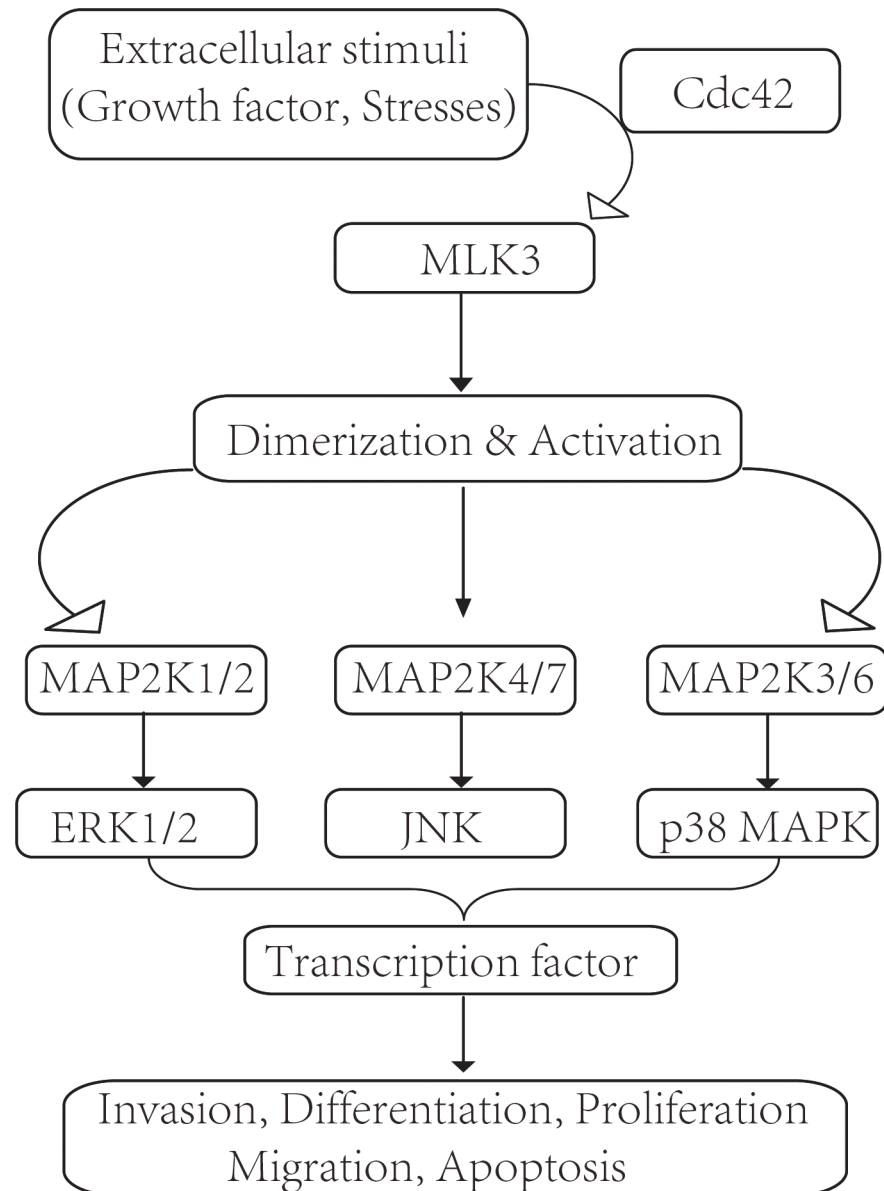 Extracellular stimuli
(Growth factor, Stresses)
Cdc42
MLK3
Dimerization & Activation
MAP2K1/2
MAP2K4/7
MAP2K3/6
ERK1/2
JNK
p38 MAPK
Transcription factor
Invasion, Differentiation, Proliferation
Migration, Apoptosis